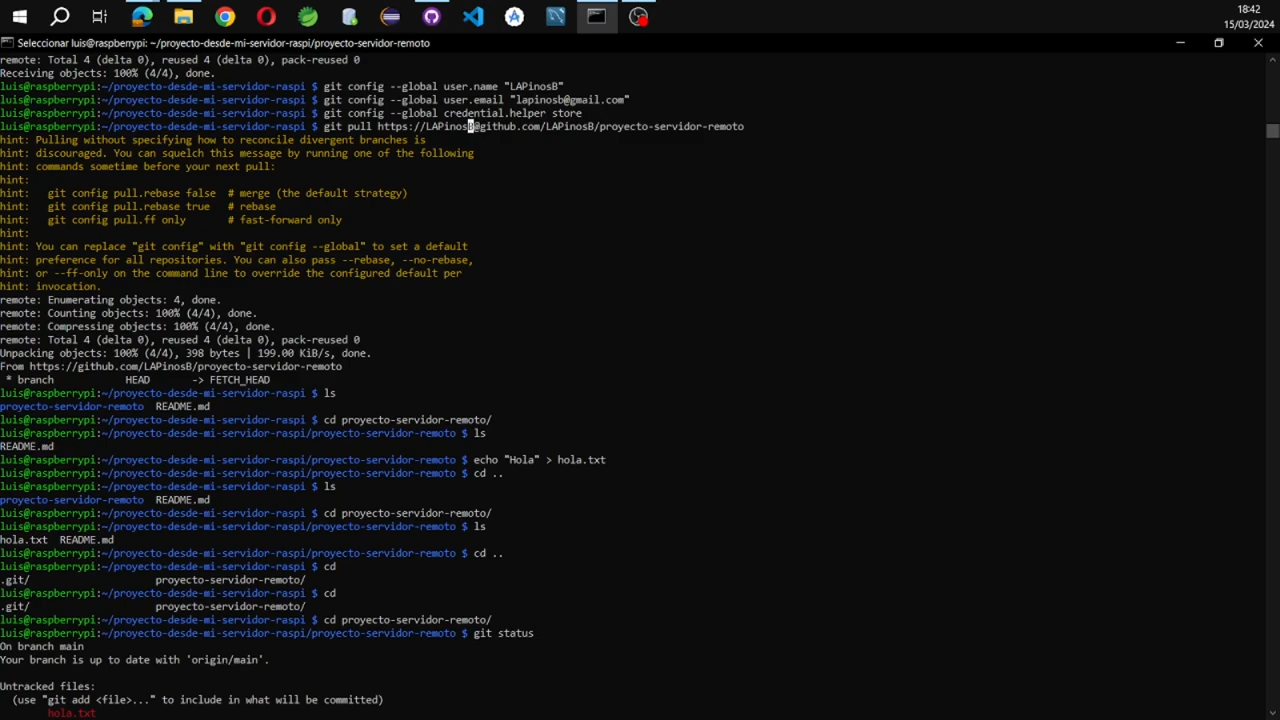 18:42
15/03/2024
Seleccionar luis@raspberrypi: ~/proyecto-desde-mi-servidor-raspi/proyecto-servidor-remoto
remote: Total 4 (delta 0), reused 4 (delta 0), pack-reused 0
Receiving objects: 100% (4/4), done.
luis@raspberrypi:~/proyecto-desde-mi-servidor-raspi $ git config --global user.name "LAPinosB"
luis@raspberrypi:~/proyecto-desde-mi-servidor-raspi $ git config --global user.email "lapinosb@gmail.com"
luis@raspberrypi:~/proyecto-desde-mi-servidor-raspi $ git config --global credential.helper store
luis@raspberrypi:~/proyecto-desde-mi-servidor-raspi $ git pull https://LAPinosB@github.com/LAPinosB/proyecto-servidor-remoto
hint: Pulling without specifying how to reconcile divergent branches is
hint: discouraged. You can squelch this message by running one of the following
hint: commands sometime before your next pull:
hint:
hint:   git config pull.rebase false  # merge (the default strategy)
hint:   git config pull.rebase true   # rebase
hint:   git config pull.ff only       # fast-forward only
hint:
hint: You can replace "git config" with "git config --global" to set a default
hint: preference for all repositories. You can also pass --rebase, --no-rebase,
hint: or --ff-only on the command line to override the configured default per
hint: invocation.
remote: Enumerating objects: 4, done.
remote: Counting objects: 100% (4/4), done.
remote: Compressing objects: 100% (4/4), done.
remote: Total 4 (delta 0), reused 4 (delta 0), pack-reused 0
Unpacking objects: 100% (4/4), 398 bytes | 199.00 KiB/s, done.
From https://github.com/LAPinosB/proyecto-servidor-remoto
 * branch            HEAD       -> FETCH_HEAD
luis@raspberrypi:~/proyecto-desde-mi-servidor-raspi $ ls
proyecto-servidor-remoto  README.md
luis@raspberrypi:~/proyecto-desde-mi-servidor-raspi $ cd proyecto-servidor-remoto/
luis@raspberrypi:~/proyecto-desde-mi-servidor-raspi/proyecto-servidor-remoto $ ls
README.md
luis@raspberrypi:~/proyecto-desde-mi-servidor-raspi/proyecto-servidor-remoto $ echo "Hola" > hola.txt
luis@raspberrypi:~/proyecto-desde-mi-servidor-raspi/proyecto-servidor-remoto $ cd ..
luis@raspberrypi:~/proyecto-desde-mi-servidor-raspi $ ls
proyecto-servidor-remoto  README.md
luis@raspberrypi:~/proyecto-desde-mi-servidor-raspi $ cd proyecto-servidor-remoto/
luis@raspberrypi:~/proyecto-desde-mi-servidor-raspi/proyecto-servidor-remoto $ ls
hola.txt  README.md
luis@raspberrypi:~/proyecto-desde-mi-servidor-raspi/proyecto-servidor-remoto $ cd ..
luis@raspberrypi:~/proyecto-desde-mi-servidor-raspi $ cd
.git/                     proyecto-servidor-remoto/
luis@raspberrypi:~/proyecto-desde-mi-servidor-raspi $ cd
.git/                     proyecto-servidor-remoto/
luis@raspberrypi:~/proyecto-desde-mi-servidor-raspi $ cd proyecto-servidor-remoto/
luis@raspberrypi:~/proyecto-desde-mi-servidor-raspi/proyecto-servidor-remoto $ git status
On branch main
Your branch is up to date with 'origin/main'.
Untracked files:
  (use "git add <file>..." to include in what will be committed)
        hola.txt